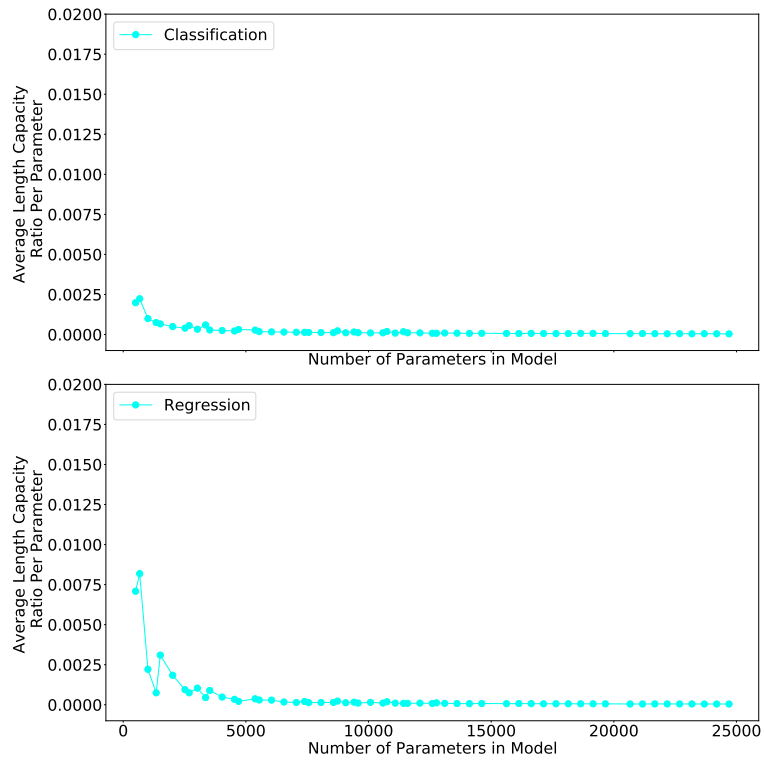 0.0200
Classification
0.0175
0.0150
0.0125
0.0100
0.0075
0.0050
0.0025
0.0000
Average Length Capacity
Ratio Per Parameter
Number of Parameters in Model
0.0200
Regression
0.0175
0.0150
0.0125
0.0100
0.0075
0.0050
0.0025
0.0000
Average Length Capacity
Ratio Per Parameter
0 5000 10000 15000 20000 25000
Number of Parameters in Model